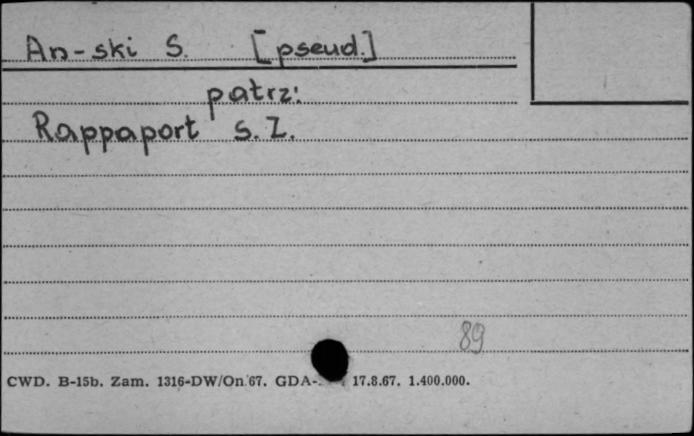 An-ski S. [pseud.]
patrz:
Rappaport S. Z.
89
CWD. B-15b. Zam. 1316-DW/On 67. GDA- 17.8.67. 1.400.000.